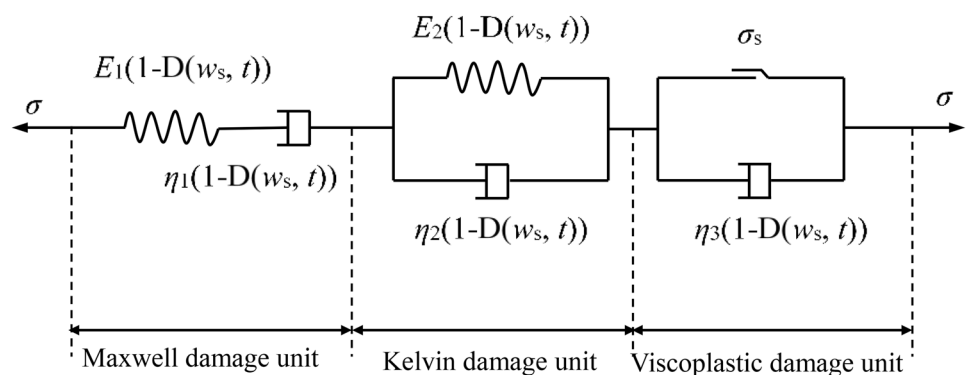 E₂(1-D(wₛ, t))
σₛ
E₁(1-D(wₛ, t))
σ
σ
η₁(1-D(wₛ, t))
η₂(1-D(wₛ, t))
η₃(1-D(wₛ, t))
Maxwell damage unit
Kelvin damage unit
Viscoplastic damage unit